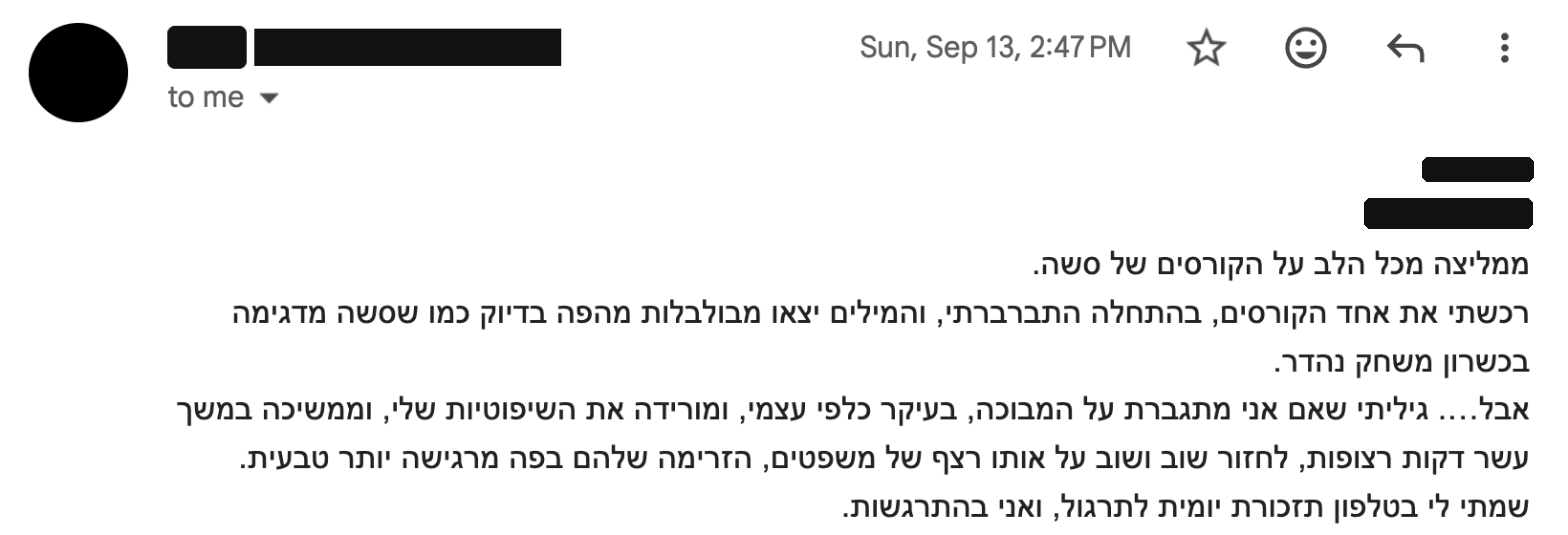 Sun, Sep 13, 2:47 PM
to me
ממליצה מכל הלב על הקורסים של סשה.
רכשתי את אחד הקורסים, בהתחלה התברברתי, והמילים יצאו מבולבלות מהפה בדיוק כמו שסשה מדגימה
בכשרון משחק נהדר.
אבל.... גיליתי שאם אני מתגברת על המבוכה, בעיקר כלפי עצמי, ומורידה את השיפוטיות שלי, וממשיכה במשך
עשר דקות רצופות, לחזור שוב ושוב על אותו רצף של משפטים, הזרימה שלהם בפה מרגישה יותר טבעית.
שמתי לי בטלפון תזכורת יומית לתרגול, ואני בהתרגשות.